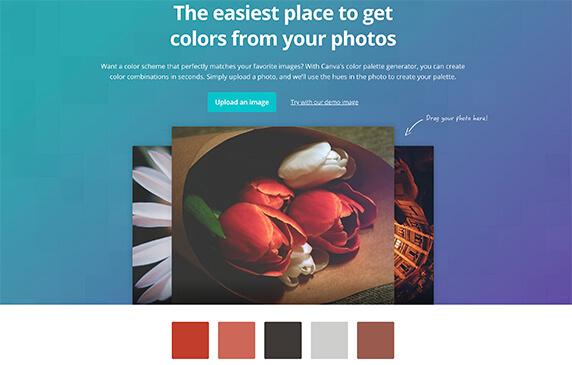 The easiest place to get
colors from your photos
Want a color scheme that perfectly matches your favorite images? With Canva's color palette generator, you can create
color combinations in seconds. Simply upload a photo, and we'll use the hues in the photo to create your palette.
Upload an image
Try with our demo image
Drag your photo here!